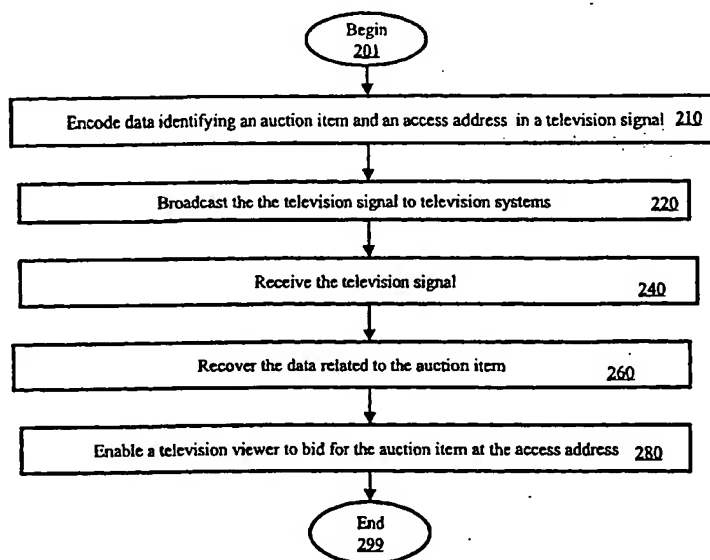 Begin
201
Encode data identifying an auction item and an access address in a television signal 210
Broadcast the the television signal to television systems 220
Receive the television signal 240
Recover the data related to the auction item 260
Enable a television viewer to bid for the auction item at the access address 280
End
299